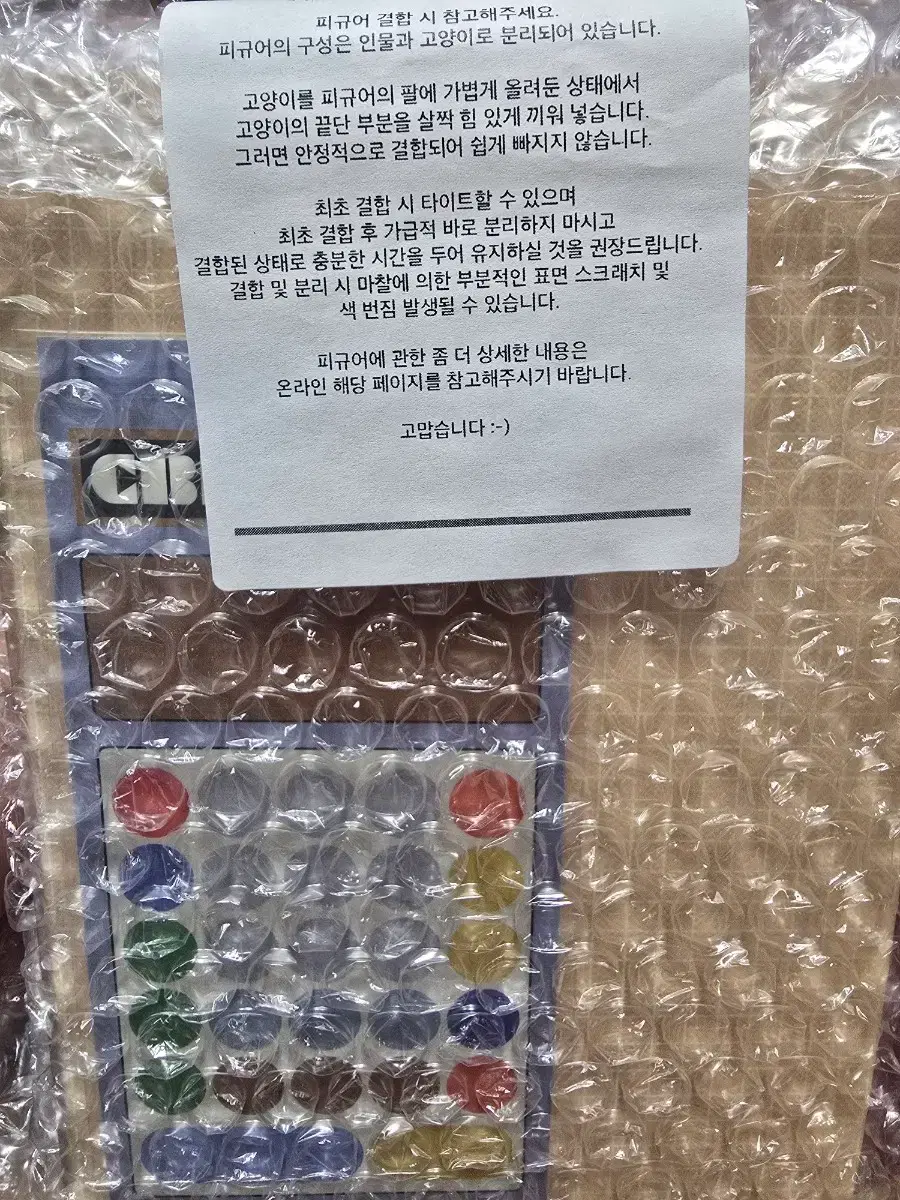 피규어 결합 시 참고해주세요.
피규어의 구성은 인물과 고양이로 분리되어 있습니다.
고양이를 피규어의 팔에 가볍게 올려둔 상태에서
고양이의 끝단 부분을 살짝 힘 있게 끼워 넣습니다.
그러면 안정적으로 결합되어 쉽게 빠지지 않습니다.
최초 결합 시 타이트할 수 있으며
최초 결합 후 가급적 바로 분리하지 마시고
결합된 상태로 충분한 시간을 두어 유지하실 것을 권장드립니다.
결합 및 분리 시 마찰에 의한 부분적인 표면 스크래치 및
색 번짐 발생될 수 있습니다.
피규어에 관한 좀 더 상세한 내용은
온라인 해당 페이지를 참고해주시기 바랍니다.
고맙습니다 :-)